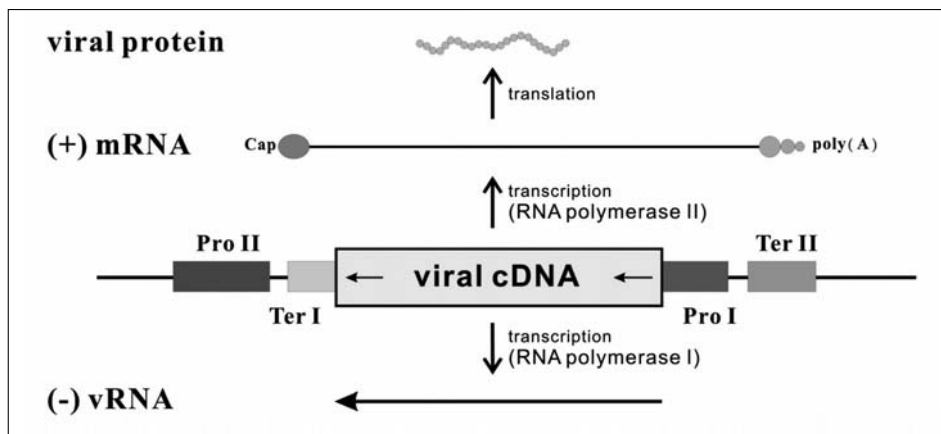 viral protein
translation
(+) mRNA
Cap
poly(A)
transcription
(RNA polymerase II)
Pro II
Ter II
viral cDNA
Ter I
Pro I
transcription
(RNA polymerase I)
(-) vRNA